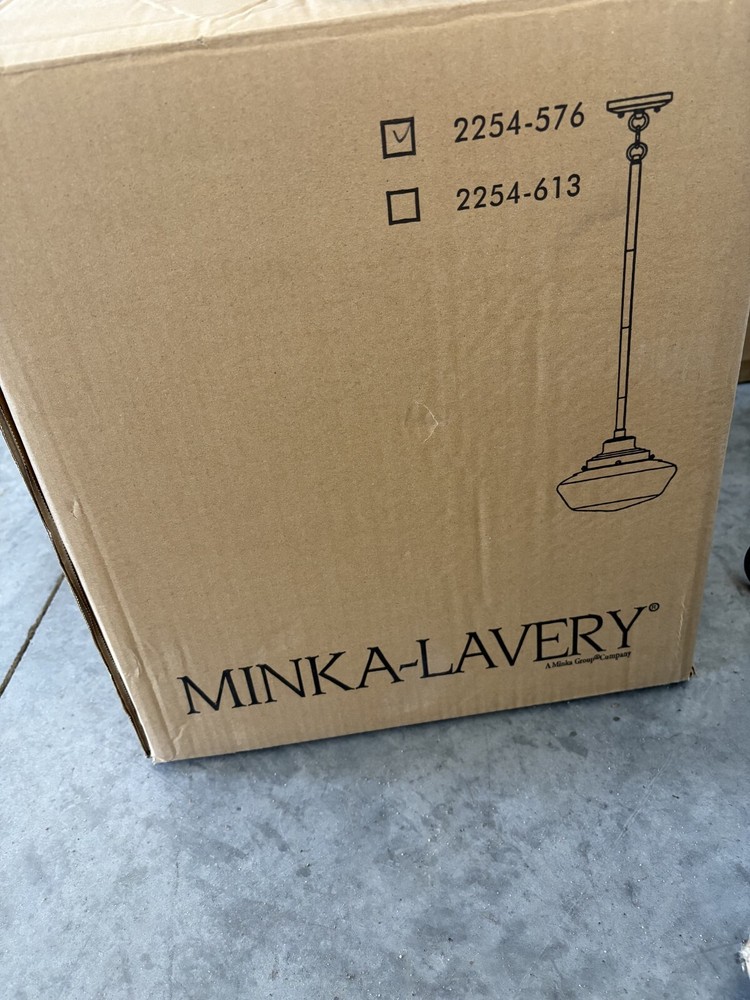 2254-576
2254-613
MINKA-LAVERY®
A Minka Group® Company